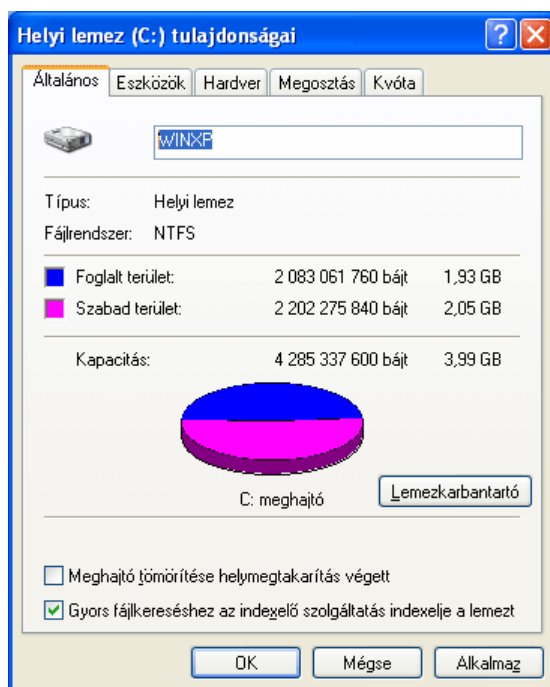 Helyi lemez (C:) tulajdonságai
Általános Eszközök Hardver Megosztás Kvóta
WINXP
Típus: Helyi lemez
Fájlrendszer: NTFS
Foglalt terület: 2 083 061 760 bájt 1,93 GB
Szabad terület: 2 202 275 840 bájt 2,05 GB
Kapacitás: 4 285 337 600 bájt 3,99 GB
C: meghajtó Lemezkarbantartó
Meghajtó tömörítése helymegtakarítás végett
Gyors fájlkereséshez az indexelő szolgáltatás indexelje a lemezt
OK Mégse Alkalmaz